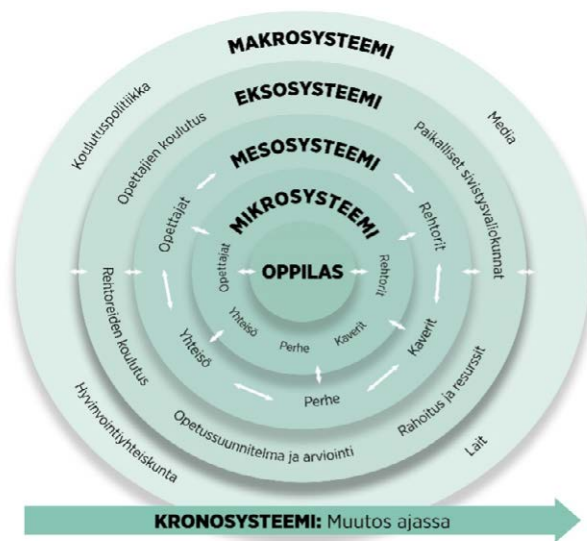 MAKROSYSTEEMI
Koulutuspolitiikka
Media
EKSOSYSTEEMI
Opettajien koulutus
Paikalliset sivistysvaliokunnat
MESOSYSTEEMI
Opettajat
Rehtorit
MIKROSYSTEEMI
Opettajat
OPPILAS
Rehtorit
Yhteisö
Perhe
Kaverit
Yhteisö
Perhe
Kaverit
Rehtoreiden koulutus
Opetussuunnitelma ja arviointi
Rahoitus ja resurssit
Hyvinvointiyhteiskunta
Lait
KRONOSYSTEEMI: Muutos ajassa